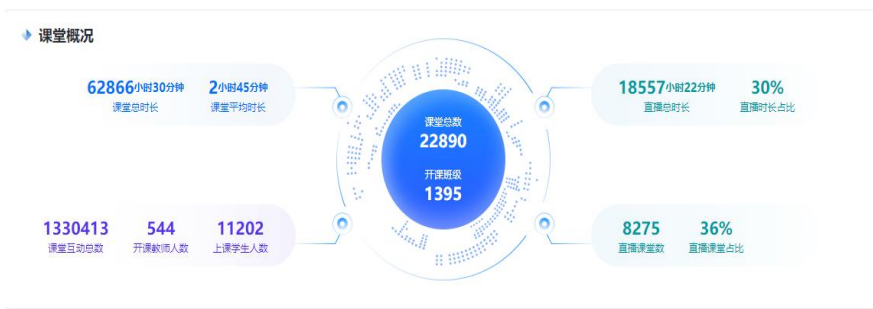 课堂概况
62866小时30分钟 2小时45分钟
课堂总时长 课堂平均时长
18557小时22分钟 30%
直播总时长 直播时长占比
课堂总数
22890
开课班级
1395
1330413 544 11202
课堂互动总数 开课教师人数 上课学生人数
8275 36%
直播课堂数 直播课堂占比